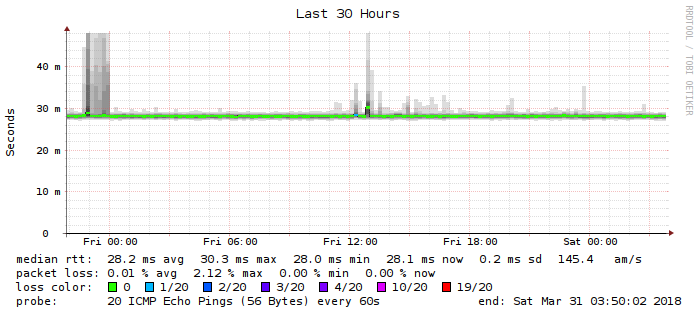 Last 30 Hours
RRDTOOL / TOBI OETIKER
Seconds
40 m
30 m
20 m
10 m
0
Fri 00:00 Fri 06:00 Fri 12:00 Fri 18:00 Sat 00:00
median rtt: 28.2 ms avg 30.3 ms max 28.0 ms min 28.1 ms now 0.2 ms sd 145.4 am/s
packet loss: 0.01 % avg 2.12 % max 0.00 % min 0.00 % now
loss color: 0 1/20 2/20 3/20 4/20 10/20 19/20
probe: 20 ICMP Echo Pings (56 Bytes) every 60s end: Sat Mar 31 03:50:02 2018